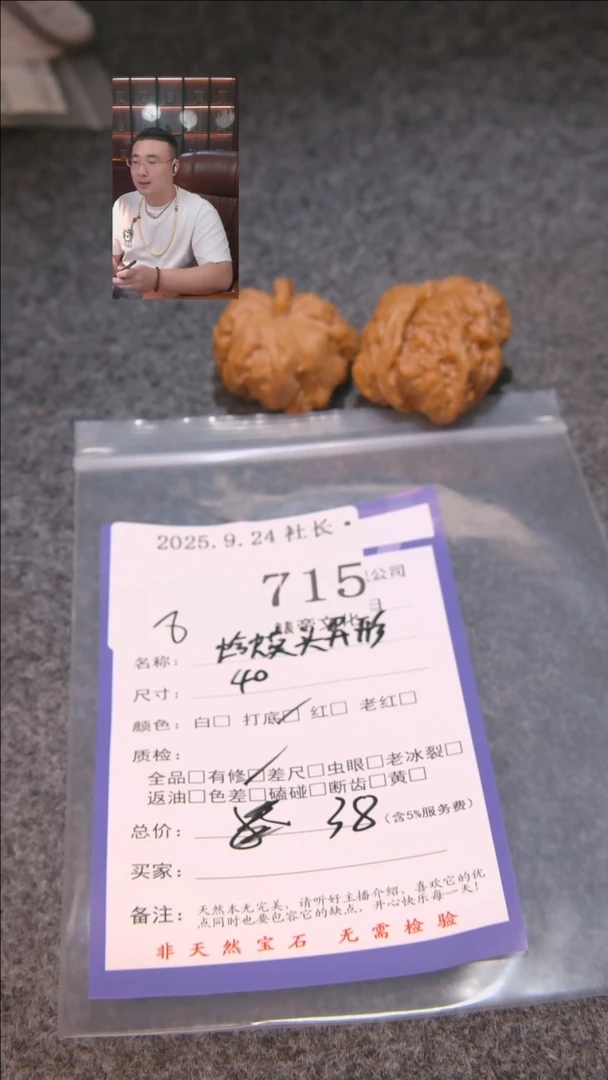 2025.9.24 社长·
715
公司
8
名称：
尺寸： 40
颜色： 白□ 打底□ 红□ 老红□
质检：
全品□有修□差尺□虫眼□老冰裂□
返油□色差□磕碰□断齿□黄□
总价： 38 (含5%服务费)
买家：
备注： 天然本无完美，请听好主播介绍，喜欢它的优
点同时也要包容它的缺点，开心快乐每一天！
非天然宝石 无需检验